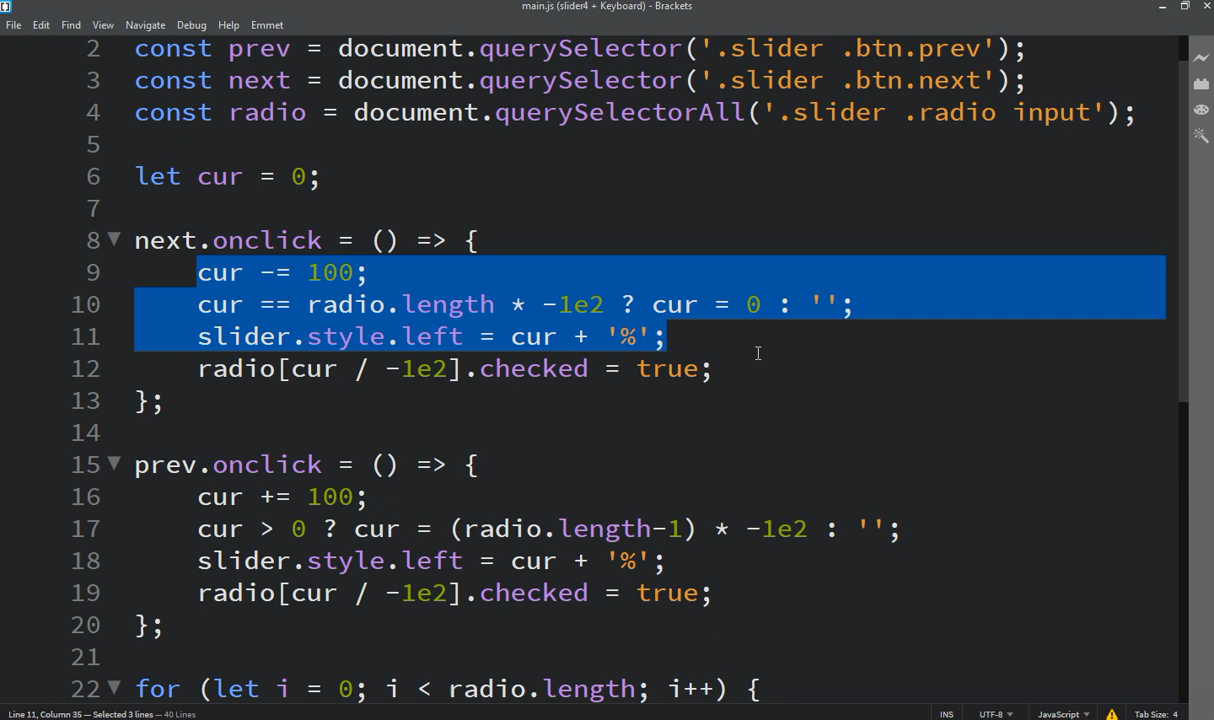 main.js (slider4 + Keyboard) - Brackets
File Edit Find View Navigate Debug Help Emmet
2 const prev = document.querySelector('.slider .btn.prev');
3 const next = document.querySelector('.slider .btn.next');
4 const radio = document.querySelectorAll('.slider .radio input');
5
6 let cur = 0;
7
8 next.onclick = () => {
9 cur -= 100;
10 cur == radio.length * -1e2 ? cur = 0 : '';
11 slider.style.left = cur + '%';
12 radio[cur / -1e2].checked = true;
13 };
14
15 prev.onclick = () => {
16 cur += 100;
17 cur > 0 ? cur = (radio.length-1) * -1e2 : '';
18 slider.style.left = cur + '%';
19 radio[cur / -1e2].checked = true;
20 };
21
22 for (let i = 0; i < radio.length; i++) {
Line 11, Column 35 — Selected 3 lines — 40 Lines INS UTF-8 JavaScript Tab Size: 4